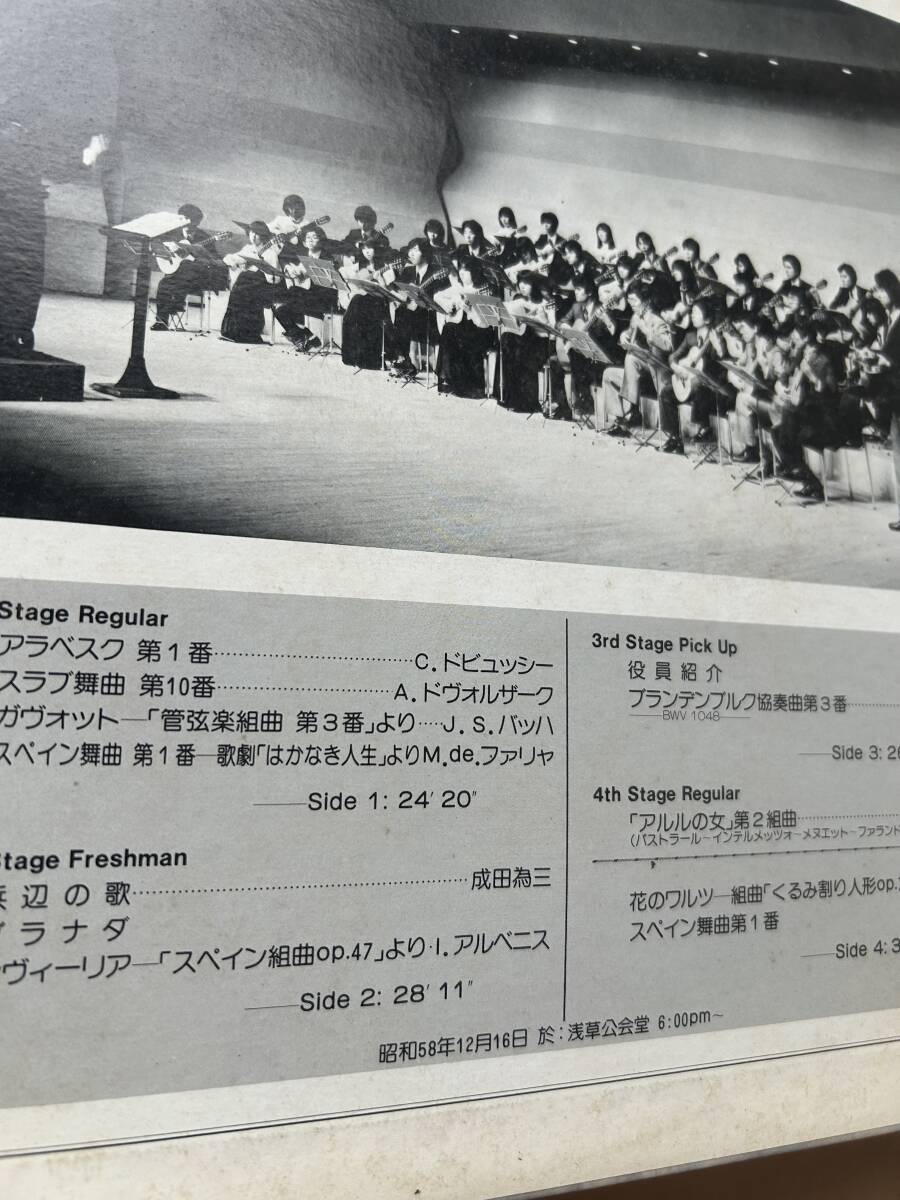 Stage Regular
アラベスク 第1番……………………C.ドビュッシー
スラブ舞曲 第10番…………………A.ドヴォルザーク
ガヴォット―「管弦楽組曲 第3番」より……J.S.バッハ
スペイン舞曲 第1番―歌劇「はかなき人生」よりM.de.ファリャ
――Side 1: 24′20″
Stage Freshman
浜辺の歌……………………………成田為三
グラナダ
ヴィーリア―「スペイン組曲op.47」より・I.アルベニス
――Side 2: 28′11″
3rd Stage Pick Up
役員紹介
ブランデンブルク協奏曲第3番………
――BWV 1048――
――Side 3: 26
4th Stage Regular
「アルルの女」第2組曲…………
(パストラール～インテルメッツォ～メヌエット～ファランド
花のワルツ―組曲「くるみ割り人形op.
スペイン舞曲第1番
――Side 4: 3
昭和58年12月16日 於:浅草公会堂 6:00pm～